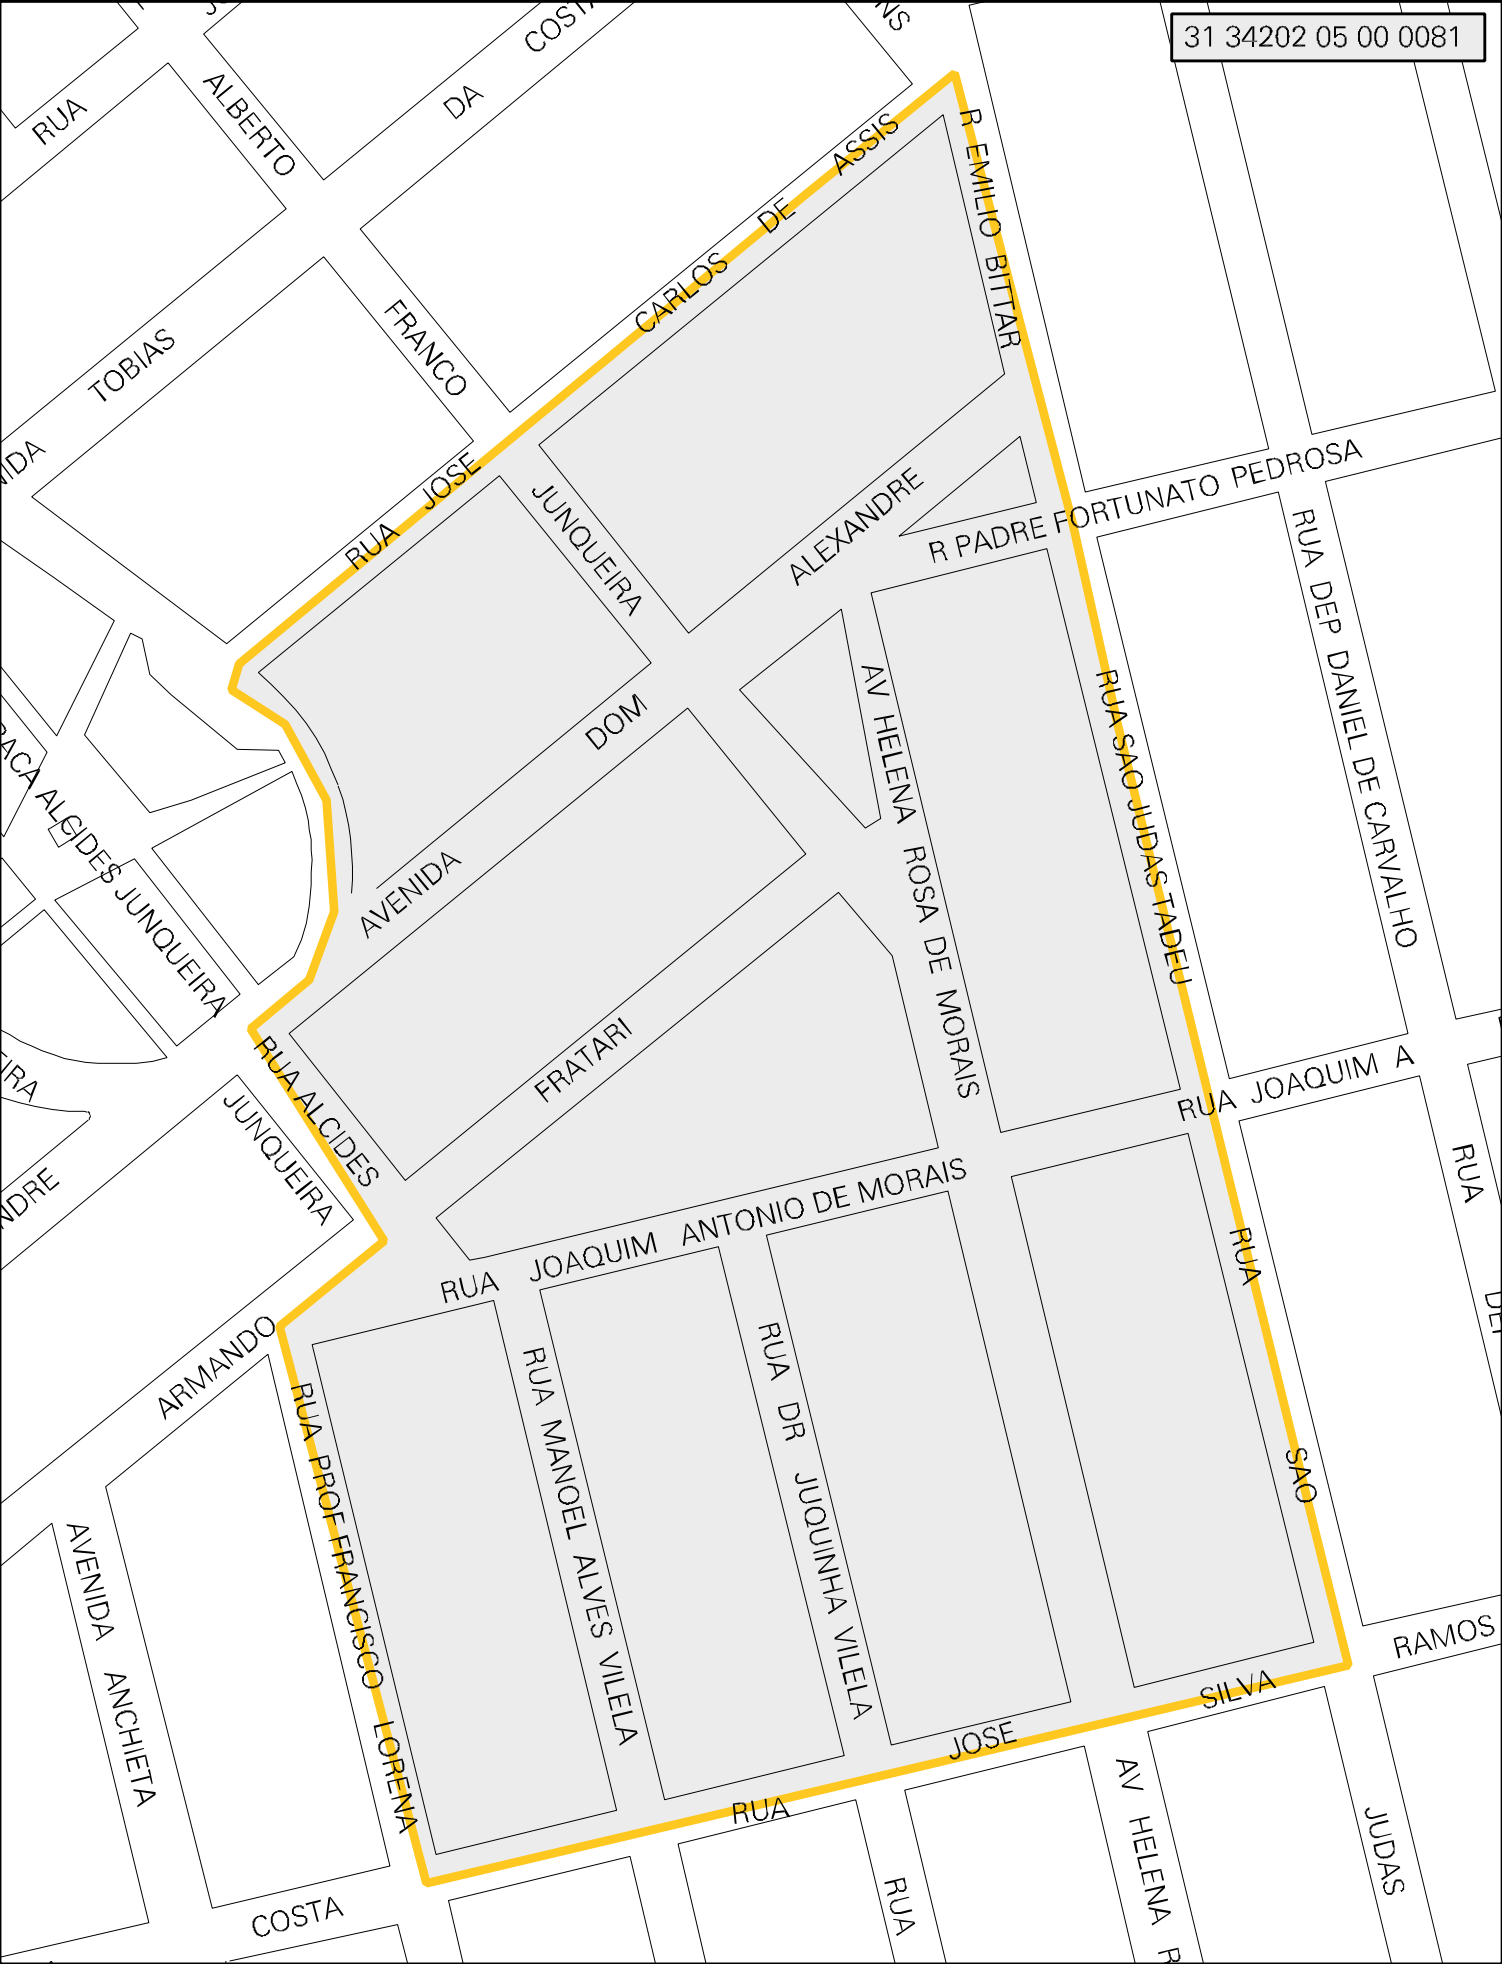 31 34202 05 00 0081
COSTA
DA
ALBERTO
RUA
R EMILIO BITTAR
RUA JOSE CARLOS DE ASSIS
FRANCO
TOBIAS
JUNQUEIRA
ALEXANDRE
R PADRE FORTUNATO PEDROSA
RUA DEP DANIEL DE CARVALHO
DOM
AVENIDA
AV HELENA ROSA DE MORAIS
RUA SAO JUDAS TADEU
ALCIDES JUNQUEIRA
FRATARI
RUA ALCIDES
JUNQUEIRA
RUA JOAQUIM A
RUA
RUA JOAQUIM ANTONIO DE MORAIS
RUA
SAO
ARMANDO
RUA PROF FRANCISCO LORENA
RUA MANOEL ALVES VILELA
RUA DR JUQUINHA VILELA
AVENIDA ANCHIETA
RAMOS
RUA JOSE SILVA
AV HELENA R
JUDAS
RUA
COSTA